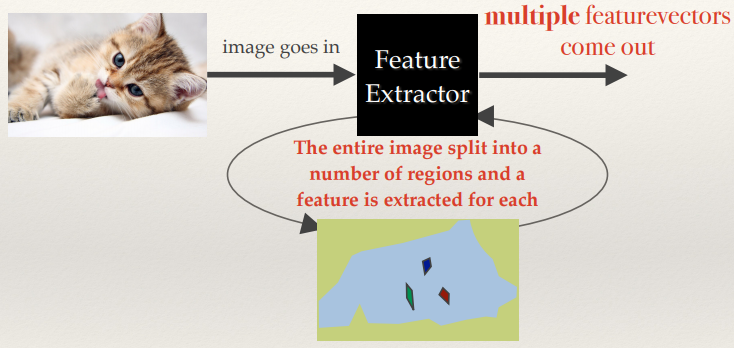 image goes in
Feature
Extractor
multiple featurevectors
come out
The entire image split into a
number of regions and a
feature is extracted for each